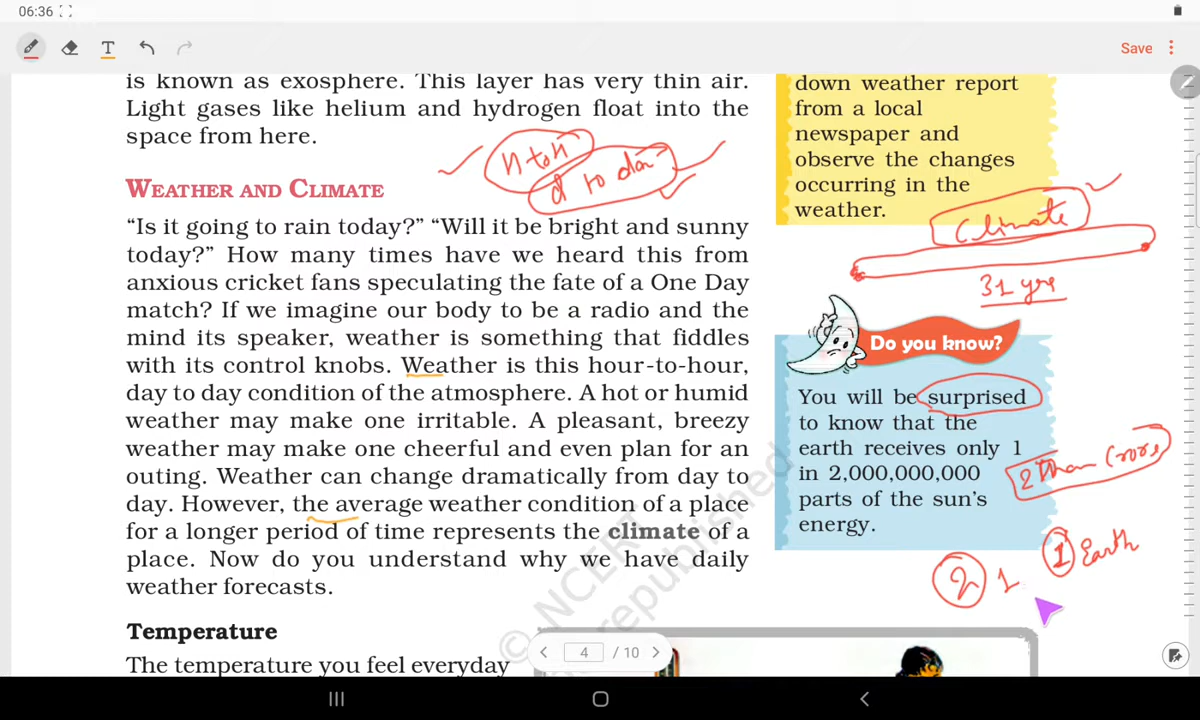 06:36
T
Save
is known as exosphere. This layer has very thin air.
Light gases like helium and hydrogen float into the
space from here.
WEATHER AND CLIMATE
“Is it going to rain today?” “Will it be bright and sunny
today?” How many times have we heard this from
anxious cricket fans speculating the fate of a One Day
match? If we imagine our body to be a radio and the
mind its speaker, weather is something that fiddles
with its control knobs. Weather is this hour-to-hour,
day to day condition of the atmosphere. A hot or humid
weather may make one irritable. A pleasant, breezy
weather may make one cheerful and even plan for an
outing. Weather can change dramatically from day to
day. However, the average weather condition of a place
for a longer period of time represents the climate of a
place. Now do you understand why we have daily
weather forecasts.
Temperature
The temperature you feel everyday
h to h
d to day
down weather report
from a local
newspaper and
observe the changes
occurring in the
weather.
Climate
31 yrs
Do you know?
You will be surprised
to know that the
earth receives only 1
in 2,000,000,000
parts of the sun’s
energy.
2 Crore
1 Earth
2 1
© NCERT
republished
4 / 10